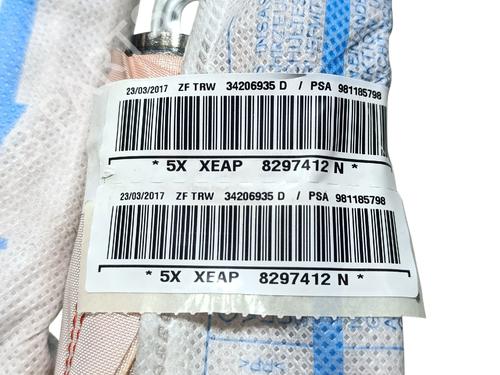 23/03/2017 ZF TRW 34206935 D / PSA 981185798
* 5X XEAP 8297412 N *
23/03/2017 ZF TRW 34206935 D / PSA 981185798
* 5X XEAP 8297412 N *